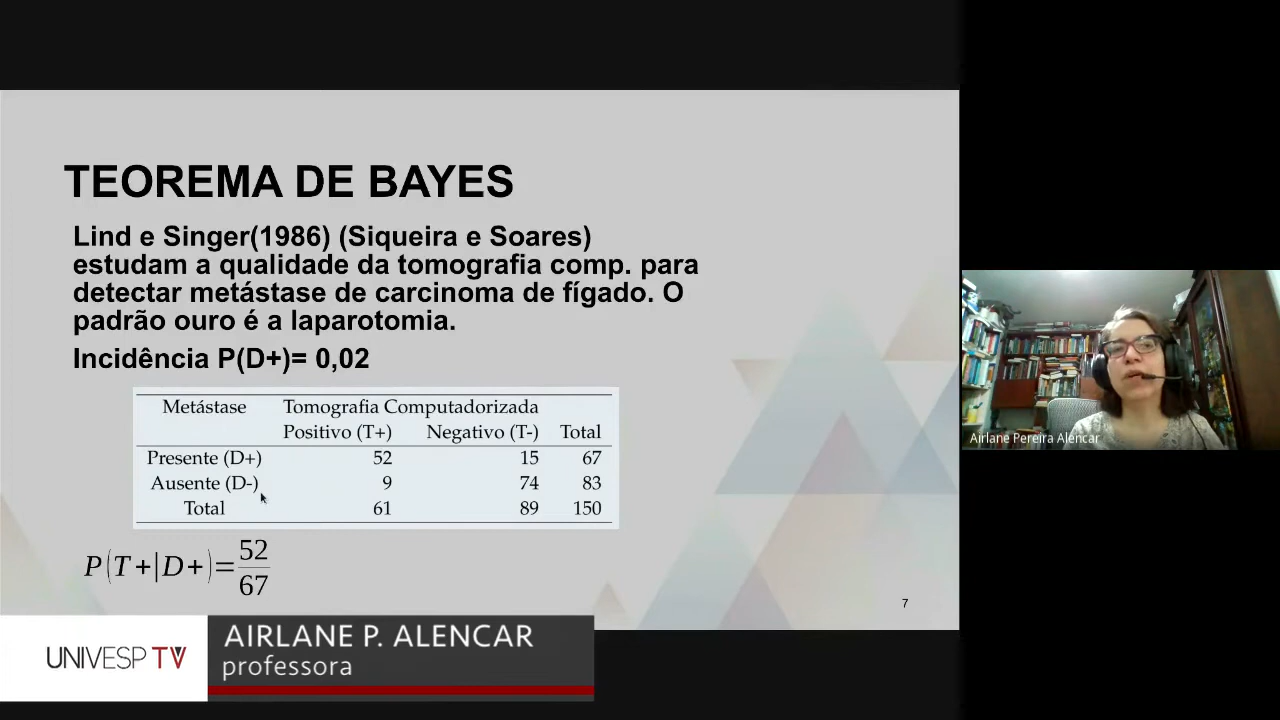 TEOREMA DE BAYES
Lind e Singer(1986) (Siqueira e Soares)
estudam a qualidade da tomografia comp. para
detectar metástase de carcinoma de fígado. O
padrão ouro é a laparotomia.
Incidência P(D+)= 0,02
Metástase Tomografia Computadorizada
Positivo (T+) Negativo (T-) Total
Presente (D+) 52 15 67
Ausente (D-) 9 74 83
Total 61 89 150
P(T+|D+)=52/67
7
Airlane Pereira Alencar
UNIVESP TV
AIRLANE P. ALENCAR
professora